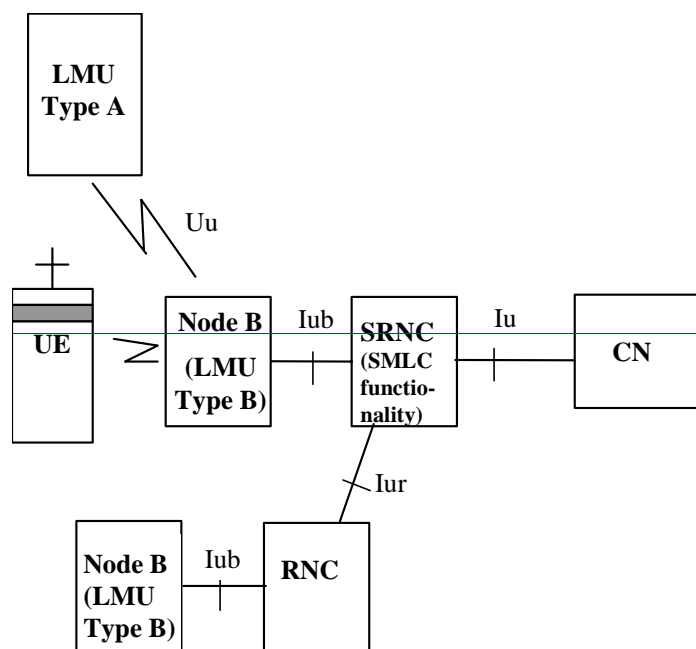 LMU
Type A
Uu
UE
Node B
(LMU
Type B)
Iub
SRNC
(SMLC
functio-
nality)
Iu
CN
Iur
Node B
(LMU
Type B)
Iub
RNC